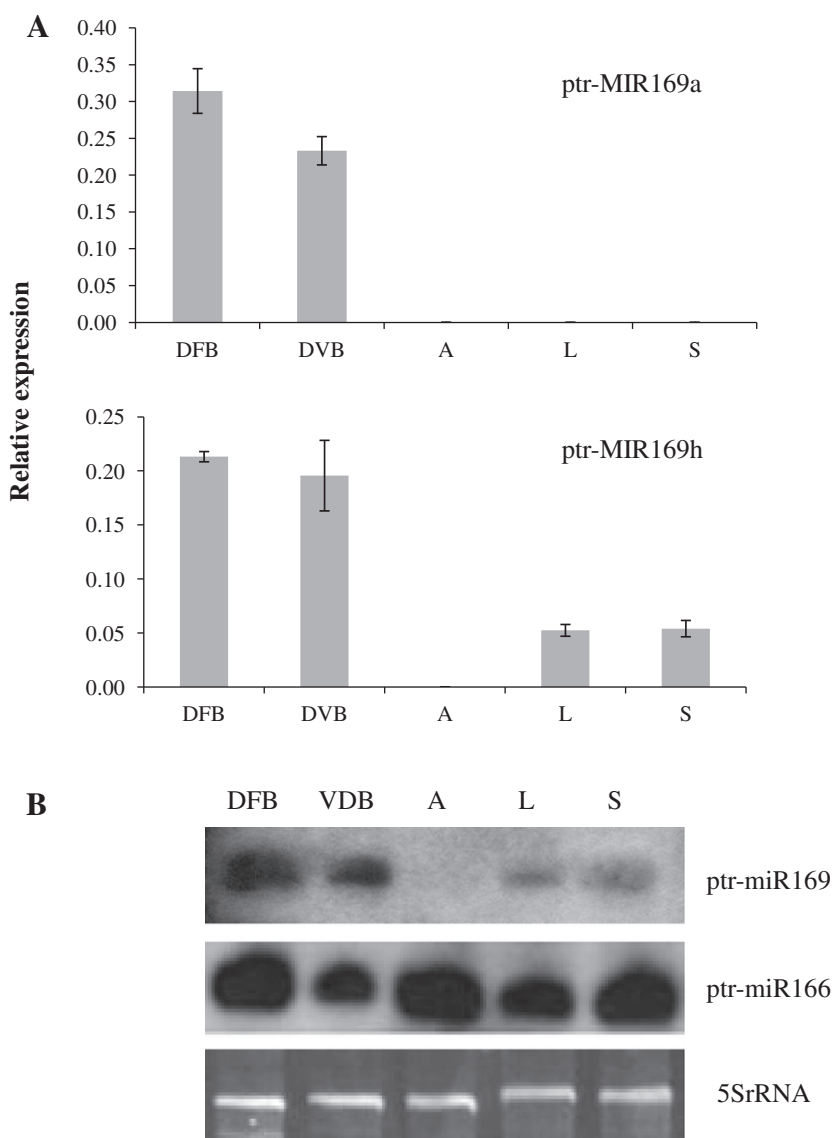 A
Relative expression
0.40
0.35
0.30
0.25
0.20
0.15
0.10
0.05
0.00
ptr-MIR169a
DFB DVB A L S
0.25
0.20
0.15
0.10
0.05
0.00
ptr-MIR169h
DFB DVB A L S
B
DFB VDB A L S
ptr-miR169
ptr-miR166
5SrRNA